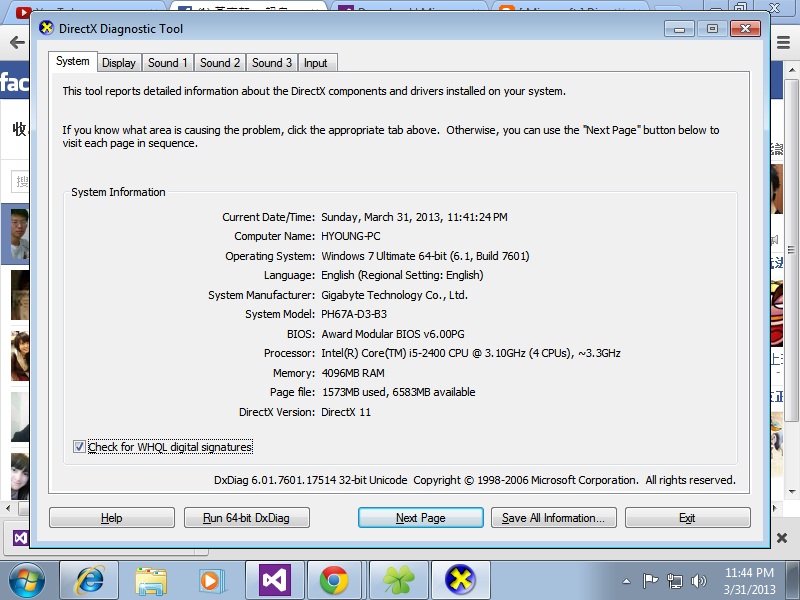 DirectX Diagnostic Tool
System Display Sound 1 Sound 2 Sound 3 Input
This tool reports detailed information about the DirectX components and drivers installed on your system.
If you know what area is causing the problem, click the appropriate tab above.  Otherwise, you can use the "Next Page" button below to
visit each page in sequence.
System Information
Current Date/Time: Sunday, March 31, 2013, 11:41:24 PM
Computer Name: HYOUNG-PC
Operating System: Windows 7 Ultimate 64-bit (6.1, Build 7601)
Language: English (Regional Setting: English)
System Manufacturer: Gigabyte Technology Co., Ltd.
System Model: PH67A-D3-B3
BIOS: Award Modular BIOS v6.00PG
Processor: Intel(R) Core(TM) i5-2400 CPU @ 3.10GHz (4 CPUs), ~3.3GHz
Memory: 4096MB RAM
Page file: 1573MB used, 6583MB available
DirectX Version: DirectX 11
Check for WHQL digital signatures
DxDiag 6.01.7601.17514 32-bit Unicode  Copyright © 1998-2006 Microsoft Corporation.  All rights reserved.
Help Run 64-bit DxDiag Next Page Save All Information... Exit
11:44 PM
3/31/2013